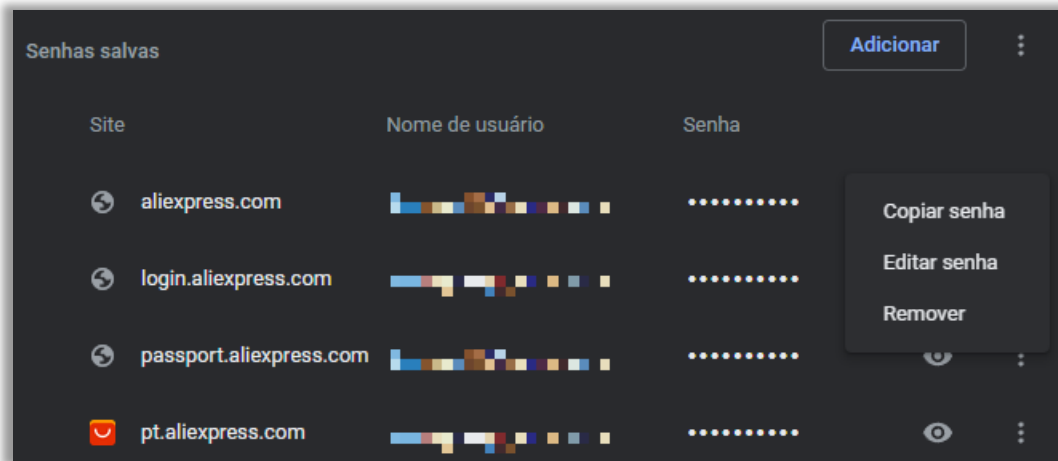 Senhas salvas
Adicionar
Site Nome de usuário Senha
aliexpress.com ••••••••••
Copiar senha
login.aliexpress.com ••••••••••
Editar senha
Remover
passport.aliexpress.com ••••••••••
pt.aliexpress.com ••••••••••